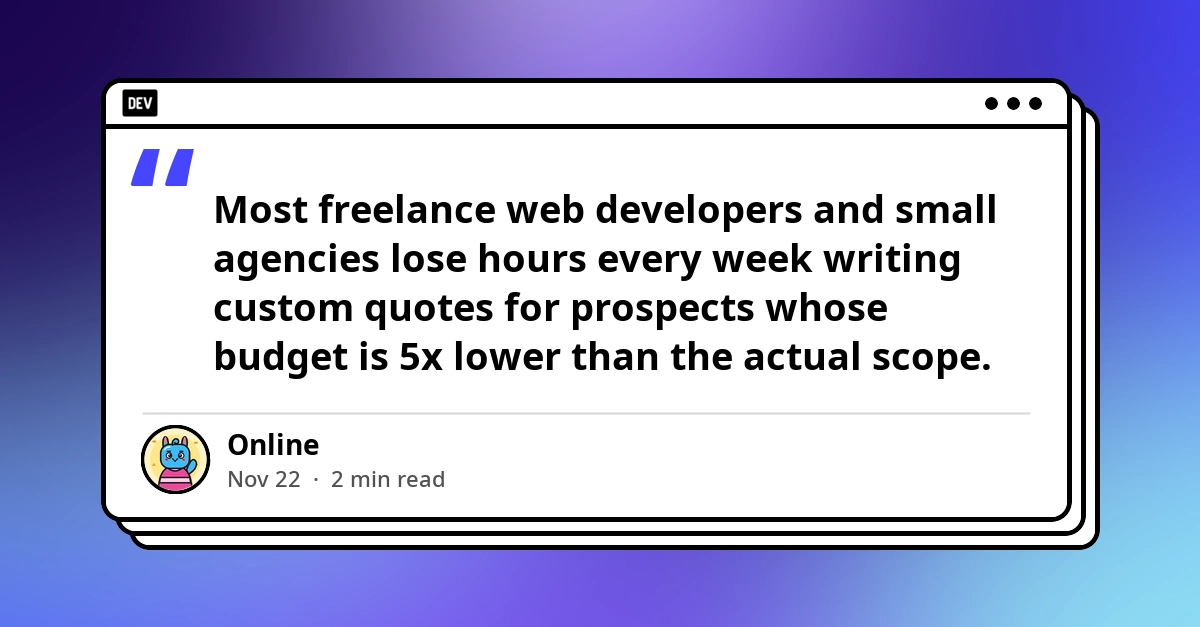 DEV
Most freelance web developers and small
agencies lose hours every week writing
custom quotes for prospects whose
budget is 5x lower than the actual scope.
Online
Nov 22 · 2 min read